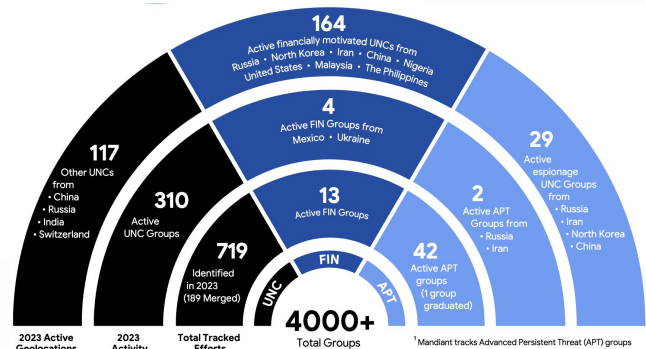 164
Active financially motivated UNCs from
Russia • North Korea • Iran • China • Nigeria
United States • Malaysia • The Philippines
4
Active FIN Groups from
Mexico • Ukraine
13
Active FIN Groups
FIN
117
Other UNCs
from
• China
• Russia
• India
• Switzerland
310
Active
UNC Groups
719
Identified
in 2023
(189 Merged)
UNC
29
Active
espionage
UNC Groups
from
• Russia
• Iran
• North Korea
• China
2
Active APT
Groups from
• Russia
• Iran
42
Active APT
groups
(1 group
graduated)
APT
4000+
Total Groups
2023 Active
Geolocations
2023
Activity
Total Tracked
Efforts
1 Mandiant tracks Advanced Persistent Threat (APT) groups